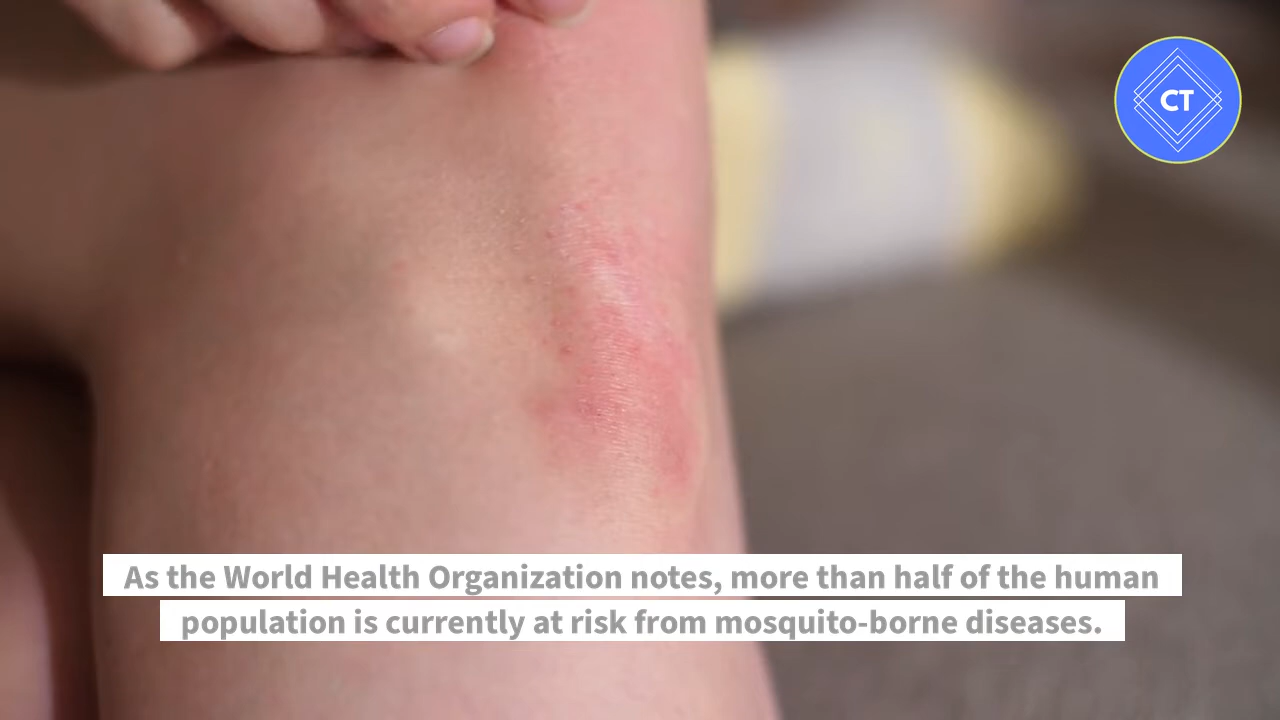 CT
As the World Health Organization notes, more than half of the human
population is currently at risk from mosquito-borne diseases.